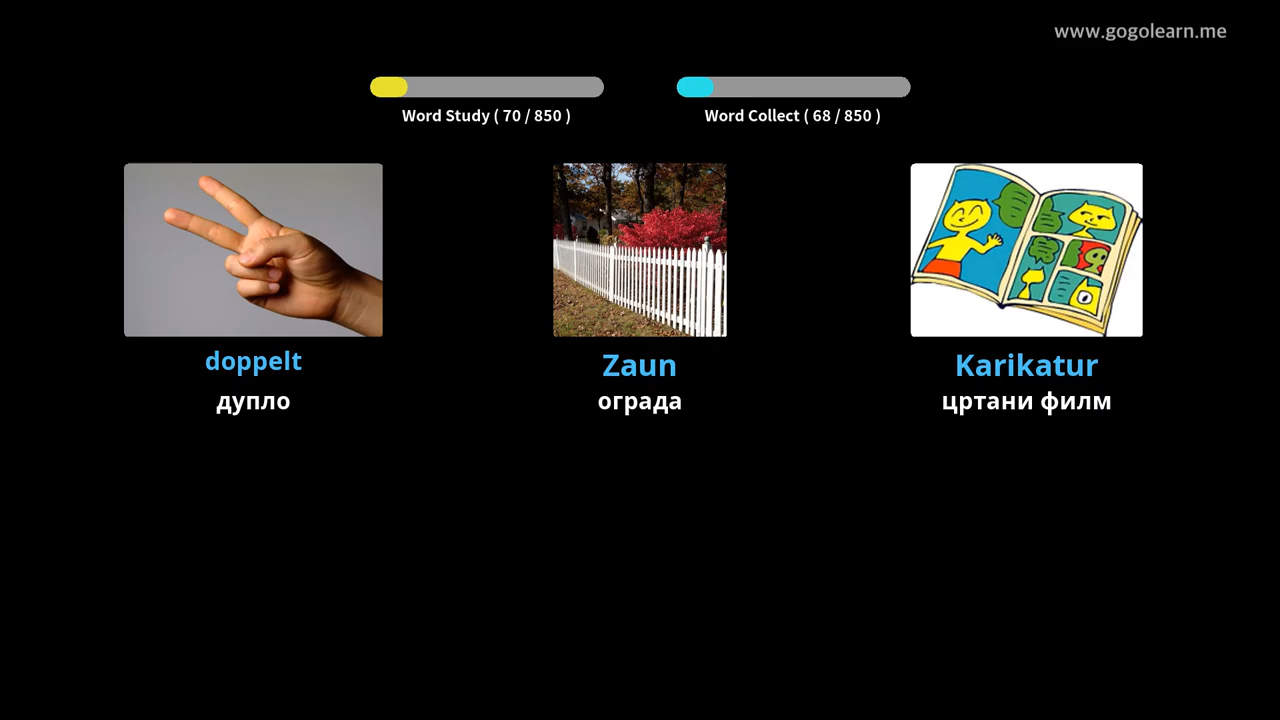 www.gogolearn.me
Word Study ( 70 / 850 )
Word Collect ( 68 / 850 )
doppelt
Zaun
Karikatur
дупло
ограда
цртани филм